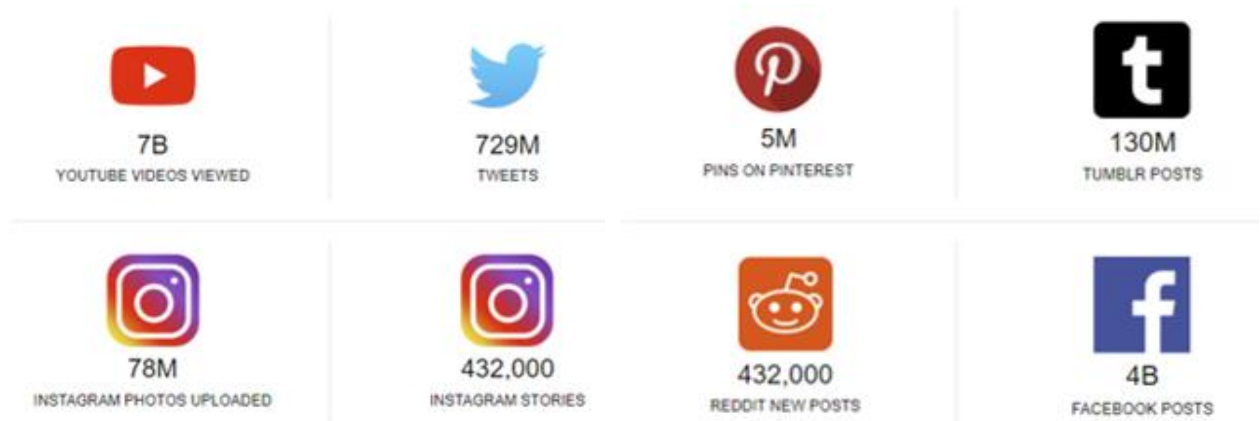 7B
YOUTUBE VIDEOS VIEWED
729M
TWEETS
5M
PINS ON PINTEREST
130M
TUMBLR POSTS
78M
INSTAGRAM PHOTOS UPLOADED
432,000
INSTAGRAM STORIES
432,000
REDDIT NEW POSTS
4B
FACEBOOK POSTS